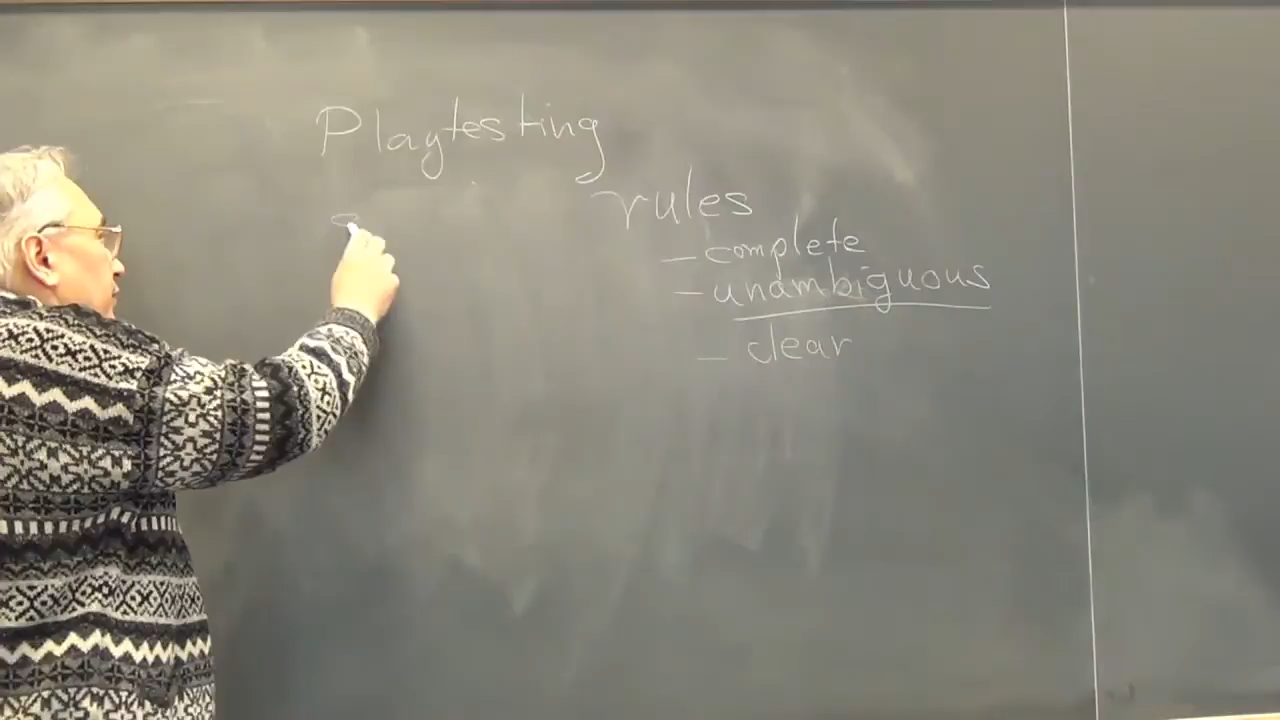 Playtesting
rules
- complete
- unambiguous
- clear